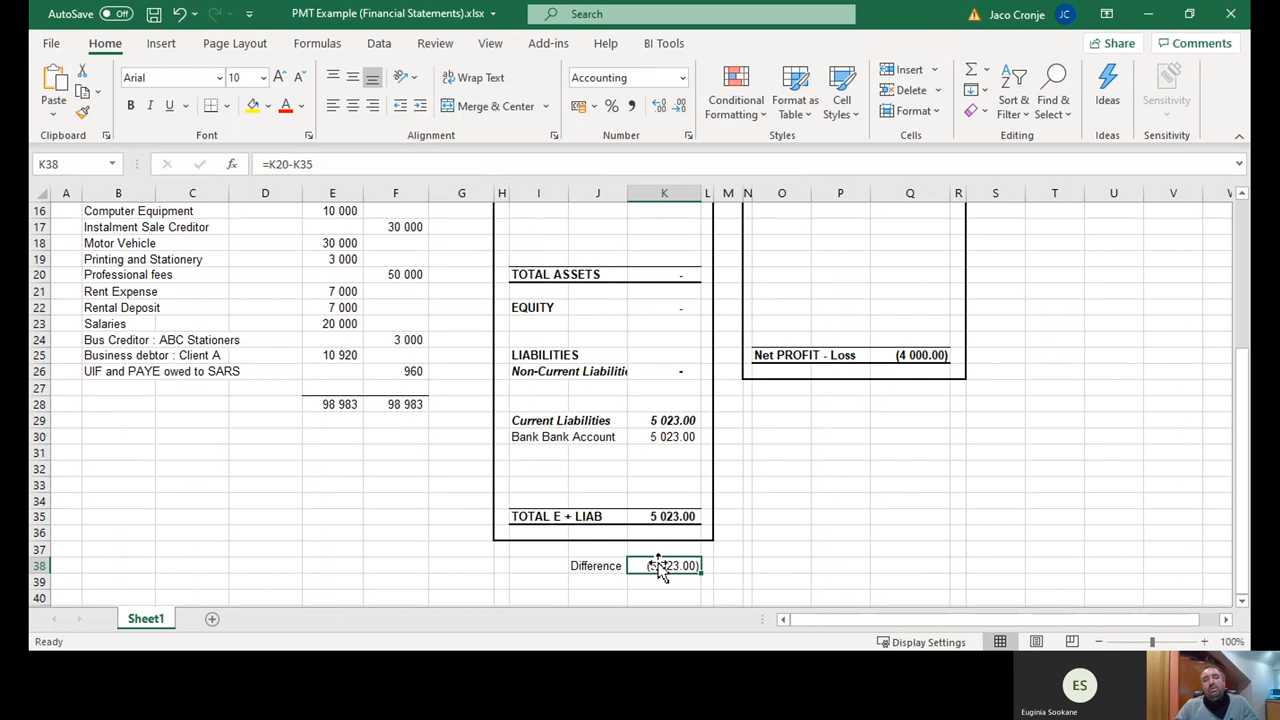 AutoSave Off PMT Example (Financial Statements).xlsx Search Jaco Cronje JC
File Home Insert Page Layout Formulas Data Review View Add-ins Help BI Tools Share Comments
Paste Arial 10 Wrap Text Accounting Conditional Formatting Format as Table Cell Styles Insert Sort & Filter Find & Select Ideas Sensitivity
B I U Merge & Center % Delete
Format
Clipboard Font Alignment Number Styles Cells Editing Ideas Sensitivity
K38 fx =K20-K35
A B C D E F G H I J K L M N O P Q R S T U V
16 Computer Equipment 10 000
17 Instalment Sale Creditor 30 000
18 Motor Vehicle 30 000
19 Printing and Stationery 3 000
20 Professional fees 50 000 TOTAL ASSETS -
21 Rent Expense 7 000
22 Rental Deposit 7 000 EQUITY -
23 Salaries 20 000
24 Bus Creditor : ABC Stationers 3 000
25 Business debtor : Client A 10 920 LIABILITIES Net PROFIT - Loss (4 000.00)
26 UIF and PAYE owed to SARS 960 Non-Current Liabiliti -
27
28 98 983 98 983
29 Current Liabilities 5 023.00
30 Bank Bank Account 5 023.00
31
32
33
34
35 TOTAL E + LIAB 5 023.00
36
37
38 Difference
39
40
Sheet1
Ready Display Settings 100%
ES
Euginia Sookane